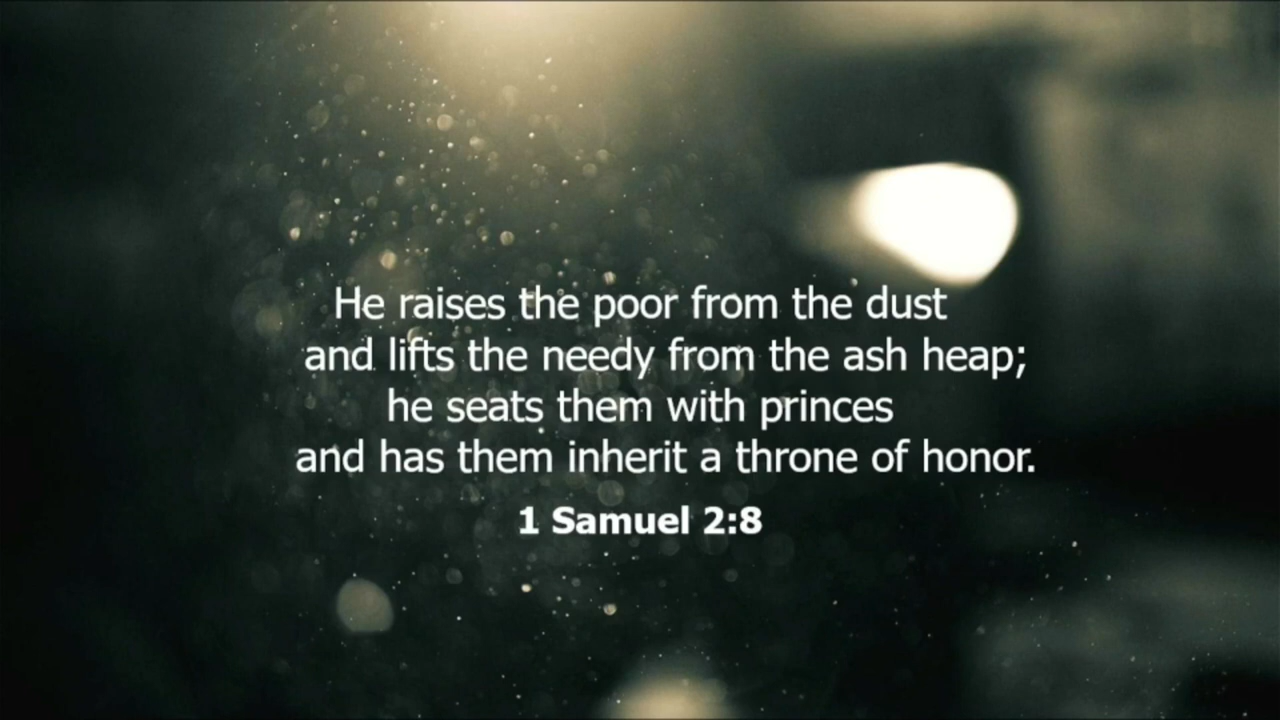 He raises the poor from the dust
and lifts the needy from the ash heap;
he seats them with princes
and has them inherit a throne of honor.
1 Samuel 2:8